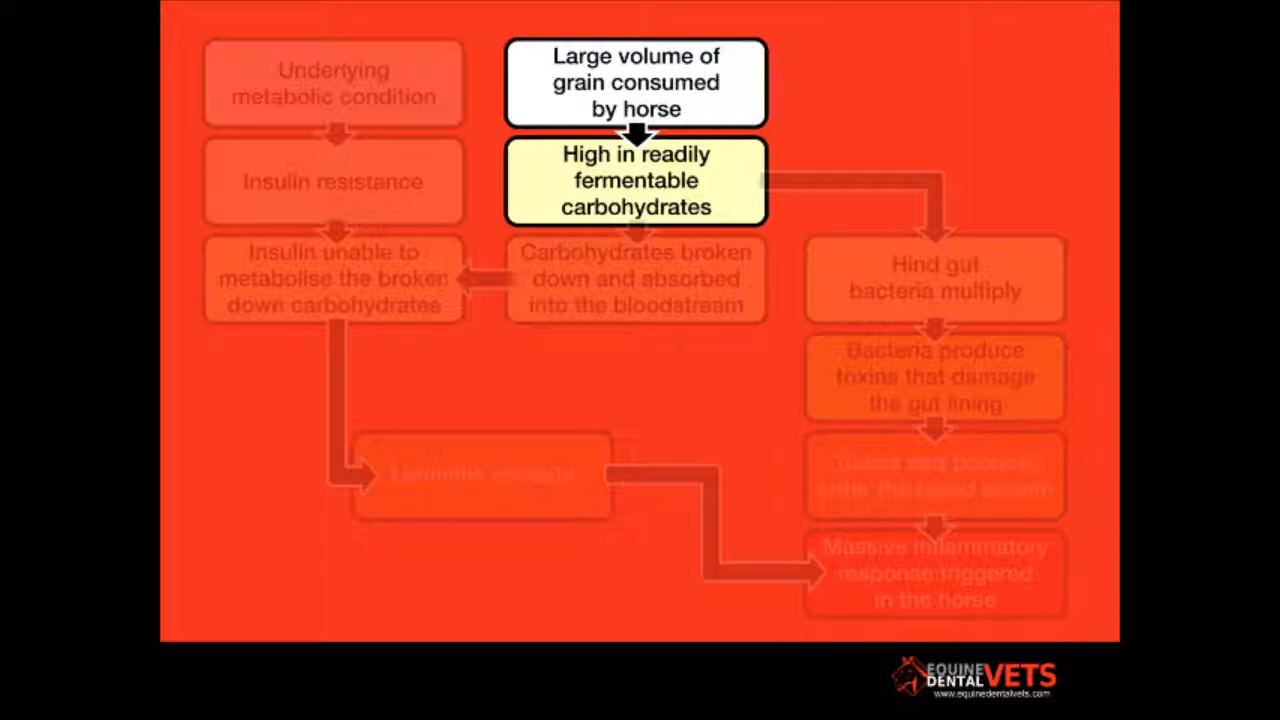 Underlying
metabolic condition
Large volume of
grain consumed
by horse
Insulin resistance
High in readily
fermentable
carbohydrates
Insulin unable to
metabolise the broken
down carbohydrates
Carbohydrates broken
down and absorbed
into the bloodstream
Hind gut
bacteria multiply
Bacteria produce
toxins that damage
the gut lining
Massive inflammatory
response triggered
in the horse
EQUINE
DENTAL VETS
www.equinedentalvets.com